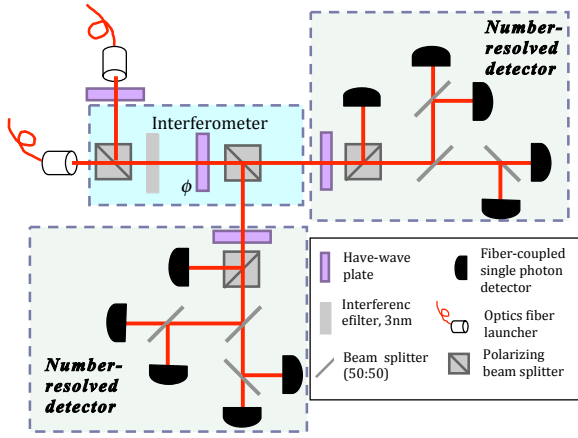 Number-
resolved
detector
Interferometer
ϕ
Number-
resolved
detector
Have-wave
plate
Fiber-coupled
single photon
detector
Interferenc
efilter, 3nm
Optics fiber
launcher
Beam splitter
(50:50)
Polarizing
beam splitter